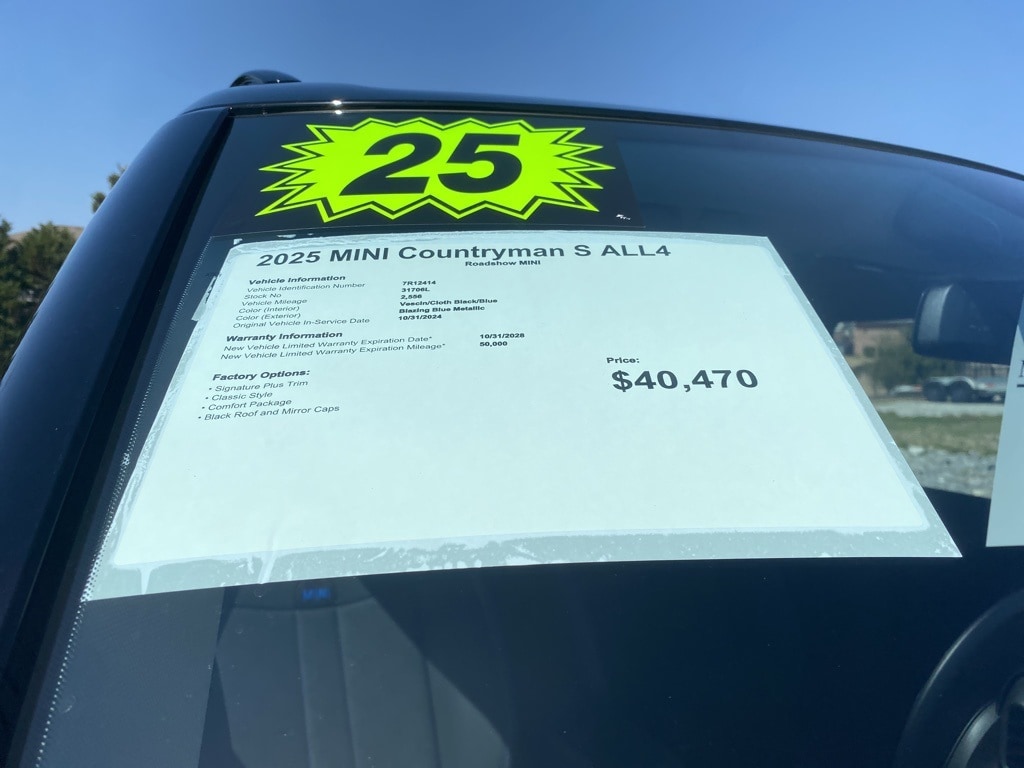 25
2025 MINI Countryman S ALL4
Roadshow MINI
Vehicle Information
Vehicle Identification Number 7R12414
Stock No 31706L
Vehicle Mileage 2,556
Color (Interior) Vescin/Cloth Black/Blue
Color (Exterior) Blazing Blue Metallic
Original Vehicle In-Service Date 10/31/2024
Warranty Information
New Vehicle Limited Warranty Expiration Date* 10/31/2028
New Vehicle Limited Warranty Expiration Mileage* 50,000
Factory Options:
• Signature Plus Trim
• Classic Style
• Comfort Package
• Black Roof and Mirror Caps
Price:
$40,470